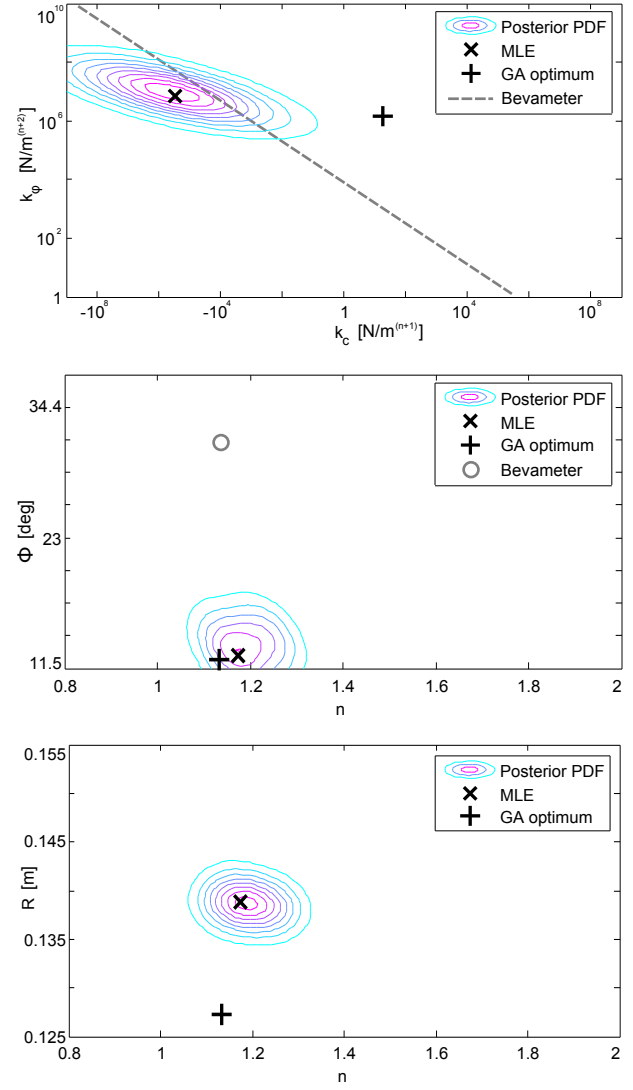 10^10
10^6
10^2
1
k_φ [N/m^(n+2)]
Posterior PDF
MLE
GA optimum
Bevameter
-10^8
-10^4
1
10^4
10^8
k_c [N/m^(n+1)]
34.4
23
11.5
Φ [deg]
Posterior PDF
MLE
GA optimum
Bevameter
0.8
1
1.2
1.4
1.6
1.8
2
n
0.155
0.145
0.135
0.125
R [m]
Posterior PDF
MLE
GA optimum
0.8
1
1.2
1.4
1.6
1.8
2
n